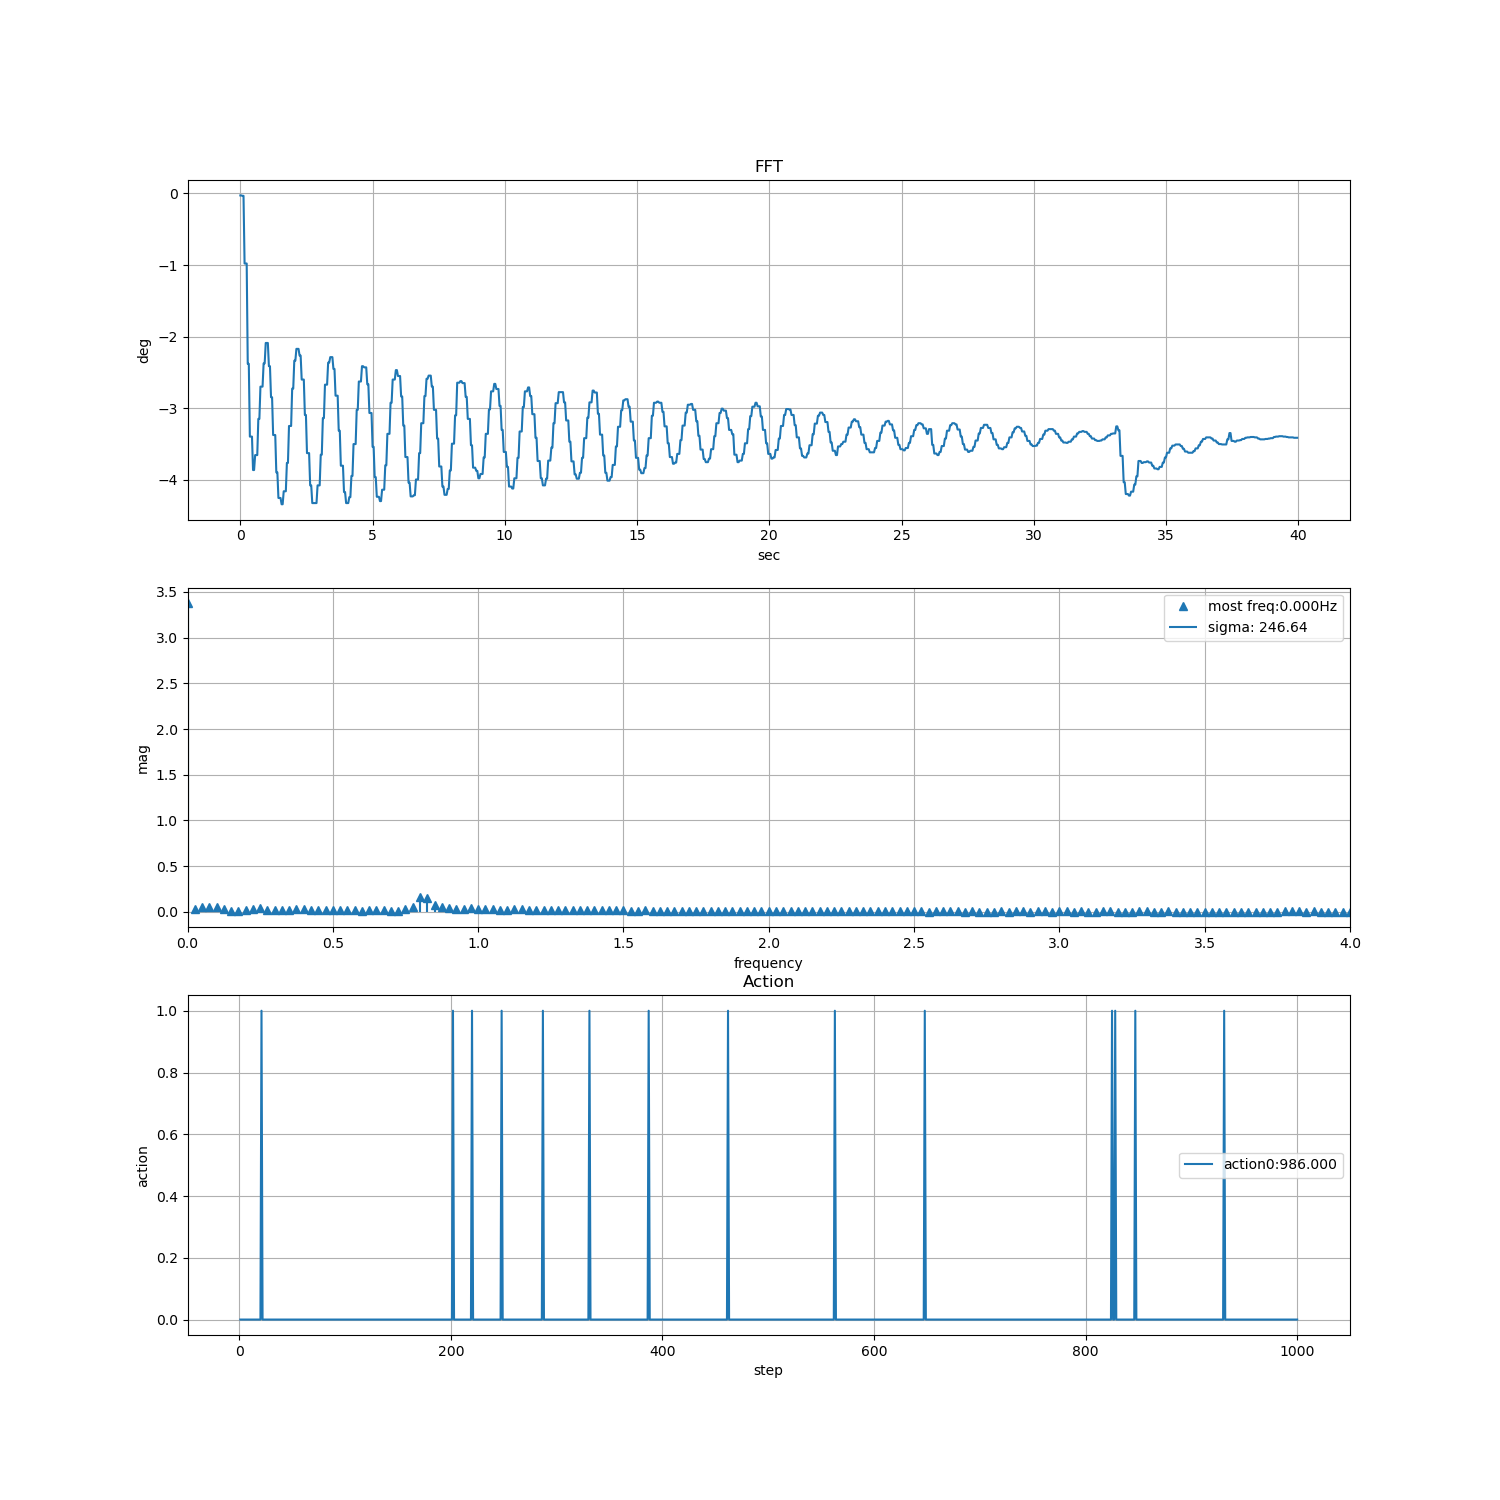 FFT
0
−1
−2
−3
−4
deg
0 5 10 15 20 25 30 35 40
sec
3.5
3.0
2.5
2.0
1.5
1.0
0.5
0.0
mag
most freq:0.000Hz
sigma: 246.64
0.0 0.5 1.0 1.5 2.0 2.5 3.0 3.5 4.0
frequency
Action
1.0
0.8
0.6
0.4
0.2
0.0
action
action0:986.000
0 200 400 600 800 1000
step